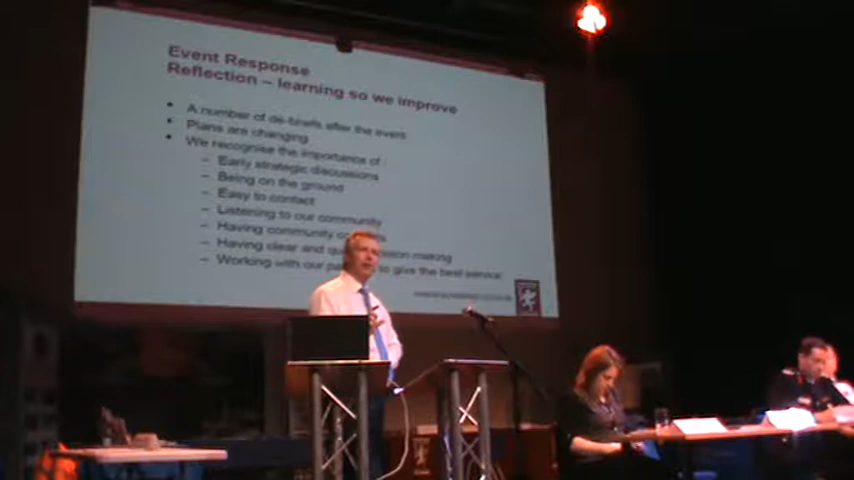 Event Response
Reflection – learning so we improve
• A number of de-briefs after the event
• Plans are changing
• We recognise the importance of
– Early strategic discussions
– Being on the ground
– Easy to contact
– Listening to our community
– Having community
– Having clear and making
– Working with our to give the best service